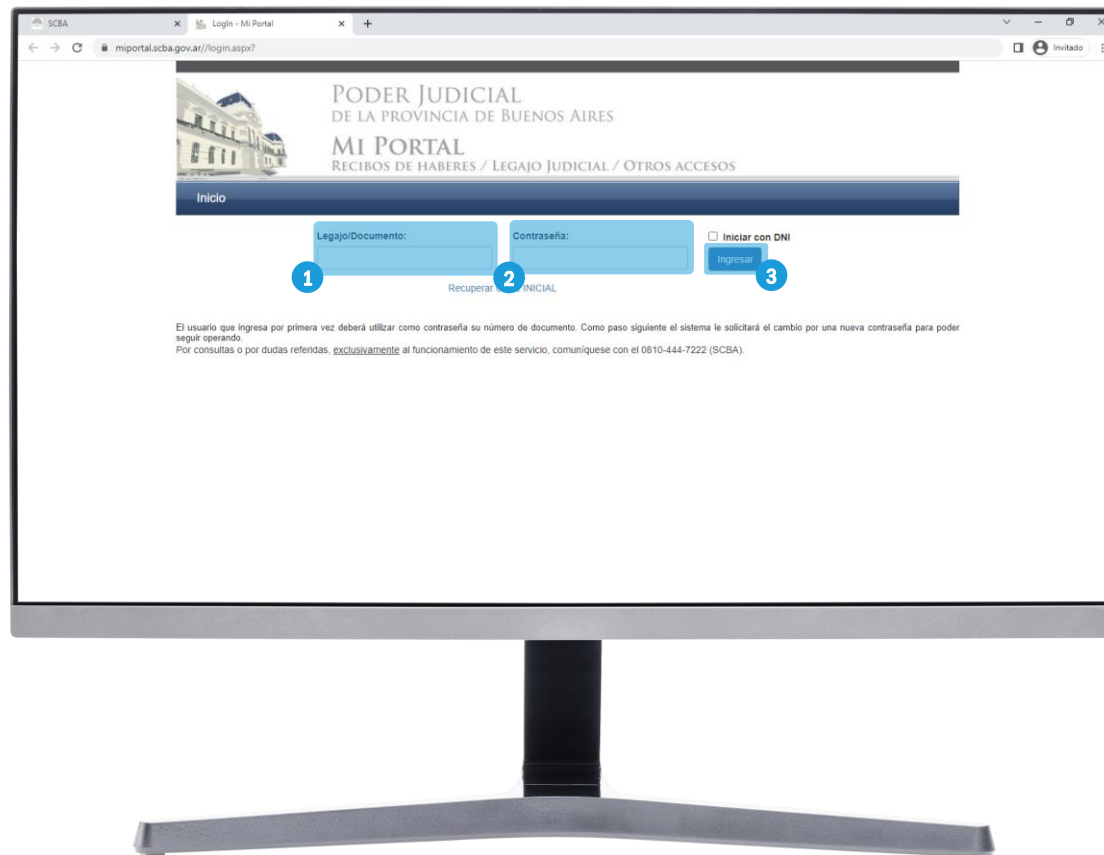 SCBA
LogIn - Mi Portal
miportal.scba.gov.ar//login.aspx?
Invitado
PODER JUDICIAL
DE LA PROVINCIA DE BUENOS AIRES
MI PORTAL
RECIBOS DE HABERES / LEGAJO JUDICIAL / OTROS ACCESOS
Inicio
Legajo/Documento:
Contraseña:
Iniciar con DNI
Ingresar
1
2
3
Recuperar INICIAL
El usuario que ingresa por primera vez deberá utilizar como contraseña su número de documento. Como paso siguiente el sistema le solicitará el cambio por una nueva contraseña para poder
seguir operando.
Por consultas o por dudas referidas, exclusivamente al funcionamiento de este servicio, comuníquese con el 0810-444-7222 (SCBA).